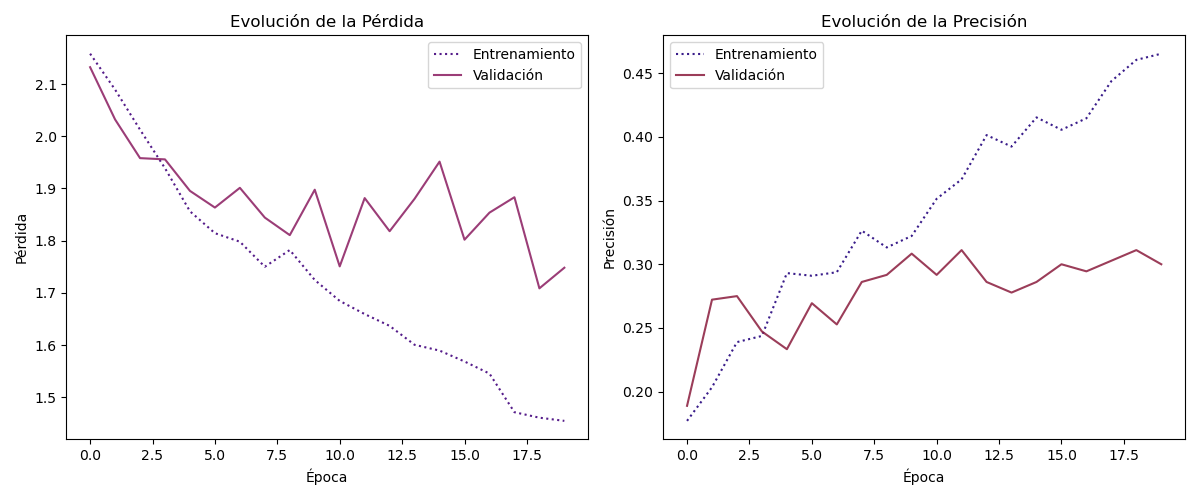 Evolución de la Pérdida
Entrenamiento
Validación
2.1
2.0
1.9
1.8
1.7
1.6
1.5
Pérdida
0.0 2.5 5.0 7.5 10.0 12.5 15.0 17.5
Época
Evolución de la Precisión
Entrenamiento
Validación
0.45
0.40
0.35
0.30
0.25
0.20
Precisión
0.0 2.5 5.0 7.5 10.0 12.5 15.0 17.5
Época